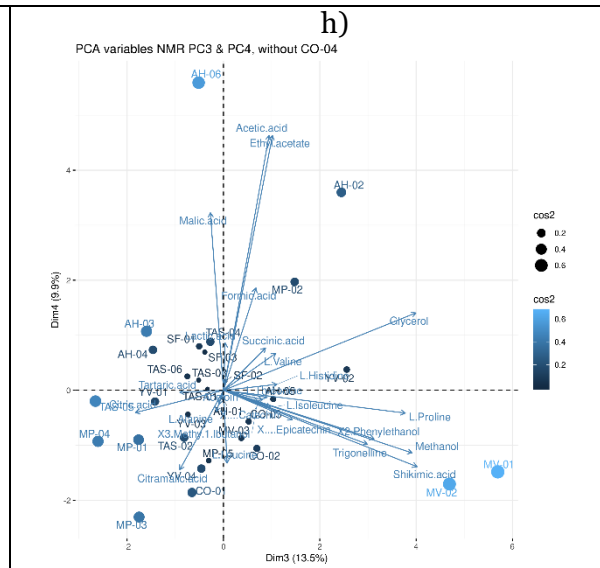 h)
PCA variables NMR PC3 & PC4, without CO-04
AH-06
Acetic.acid
Ethyl.acetate
AH-02
4
Malic.acid
MP-02
2
Formic.acid
Glycerol
AH-03
TAS-04
SF-01
AH-04
SF-03
Succinic.acid
L.Valine
TAS-06
SF-02
YV-02
Tartaric.acid
0
YV-01
AH-05
L.Isoleucine
AH-01
CO-03
L.Proline
MP-04
MP-01
YV-03
MV-03
X....Epicatechin
X2.Phenylethanol
TAS-02
MP-05
CO-02
Trigonelline
Methanol
Citramalic.acid
YV-04
CO-01
Shikimic.acid
MV-01
MV-02
-2
MP-03
2
0
2
4
6
Dim3 (13.5%)
Dim4 (9.9%)
cos2
0.2
0.4
0.6
cos2
0.6
0.4
0.2